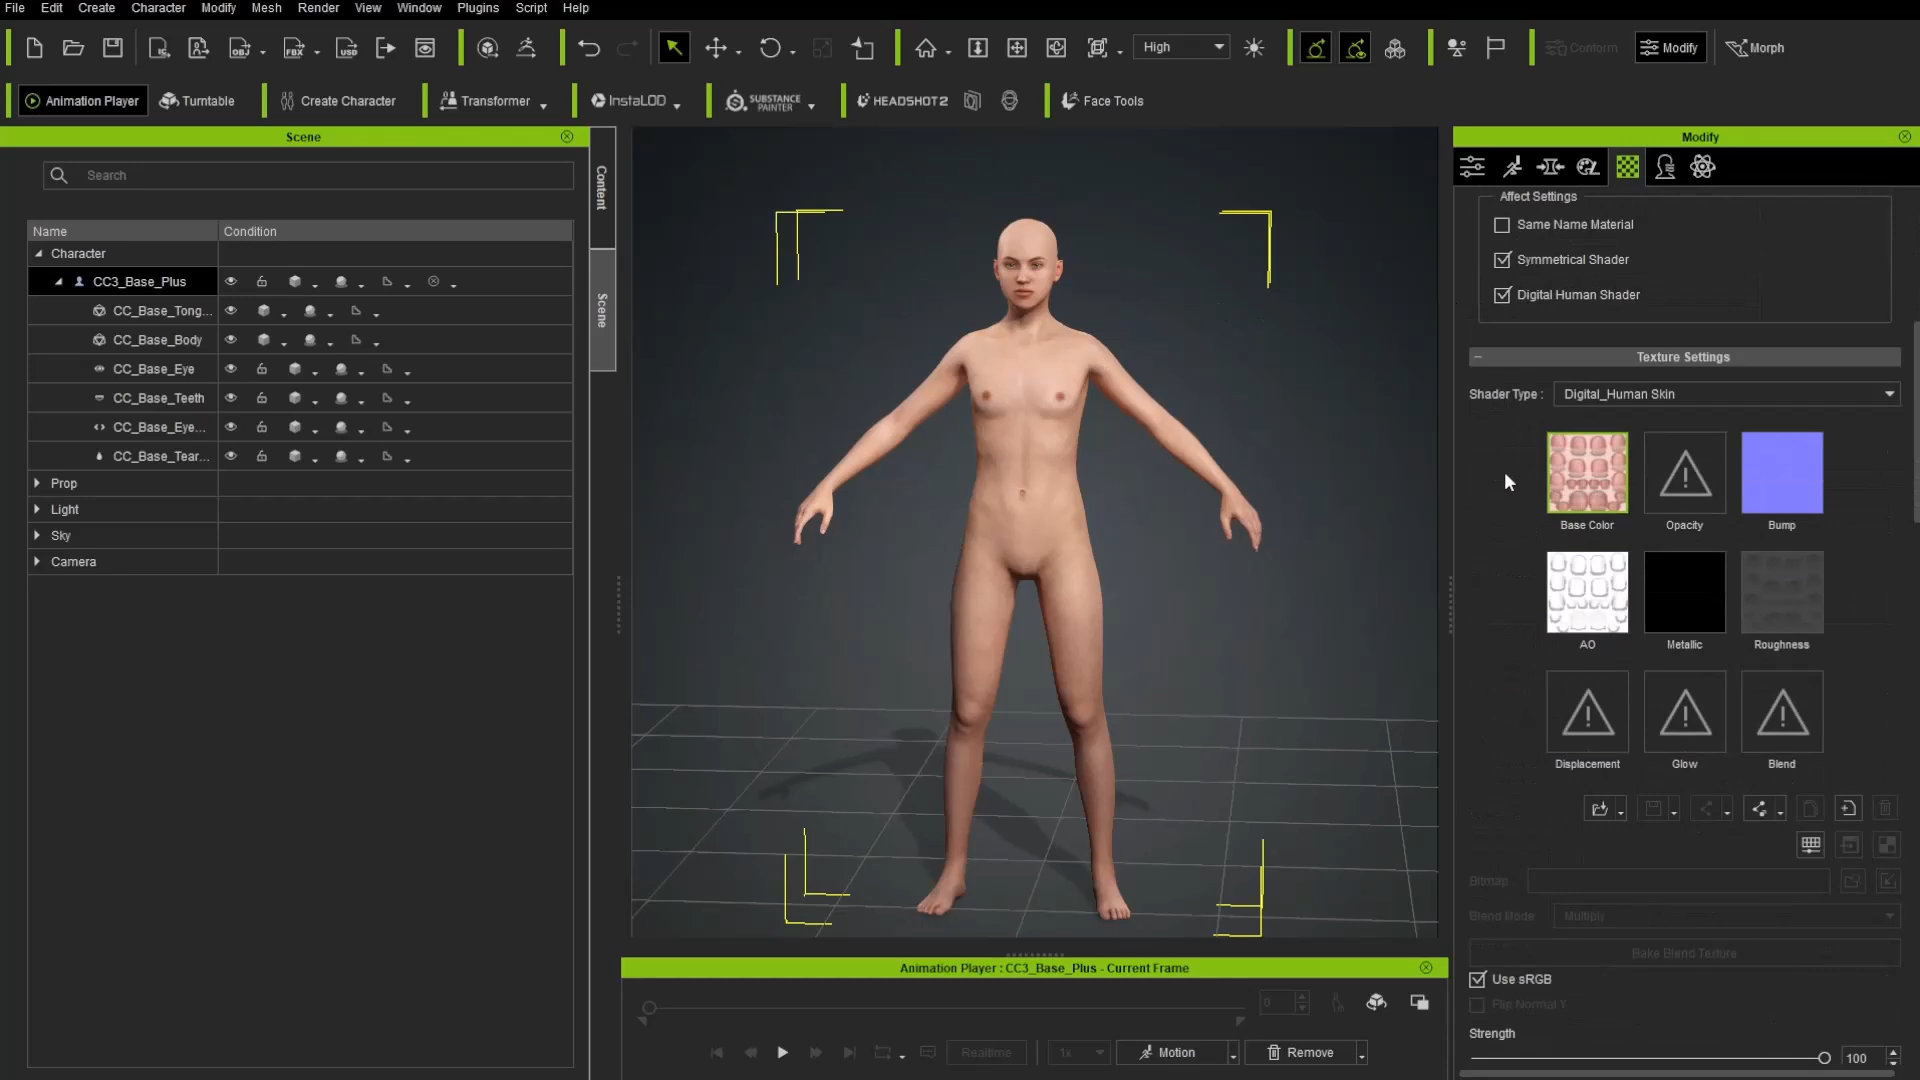 File Edit Create Character Modify Mesh Render View Window Plugins Script Help
High
Conform Modify Morph
Animation Player Turntable Create Character Transformer InstaLOD SUBSTANCE PAINTER HEADSHOT 2 Face Tools
Scene
Search
Name Condition
Character
CC3_Base_Plus
CC_Base_Tong...
CC_Base_Body
CC_Base_Eye
CC_Base_Teeth
CC_Base_Eye...
CC_Base_Tear...
Prop
Light
Sky
Camera
Content
Scene
Modify
Affect Settings
Same Name Material
Symmetrical Shader
Digital Human Shader
Texture Settings
Shader Type : Digital_Human Skin
Base Color Opacity Bump
AO Metallic Roughness
Displacement Glow Blend
Bitmap
Blend Mode Multiply
Bake Blend Texture
Use sRGB
Flip Normal Y
Strength
100
Animation Player : CC3_Base_Plus - Current Frame
0
Realtime 1x Motion Remove